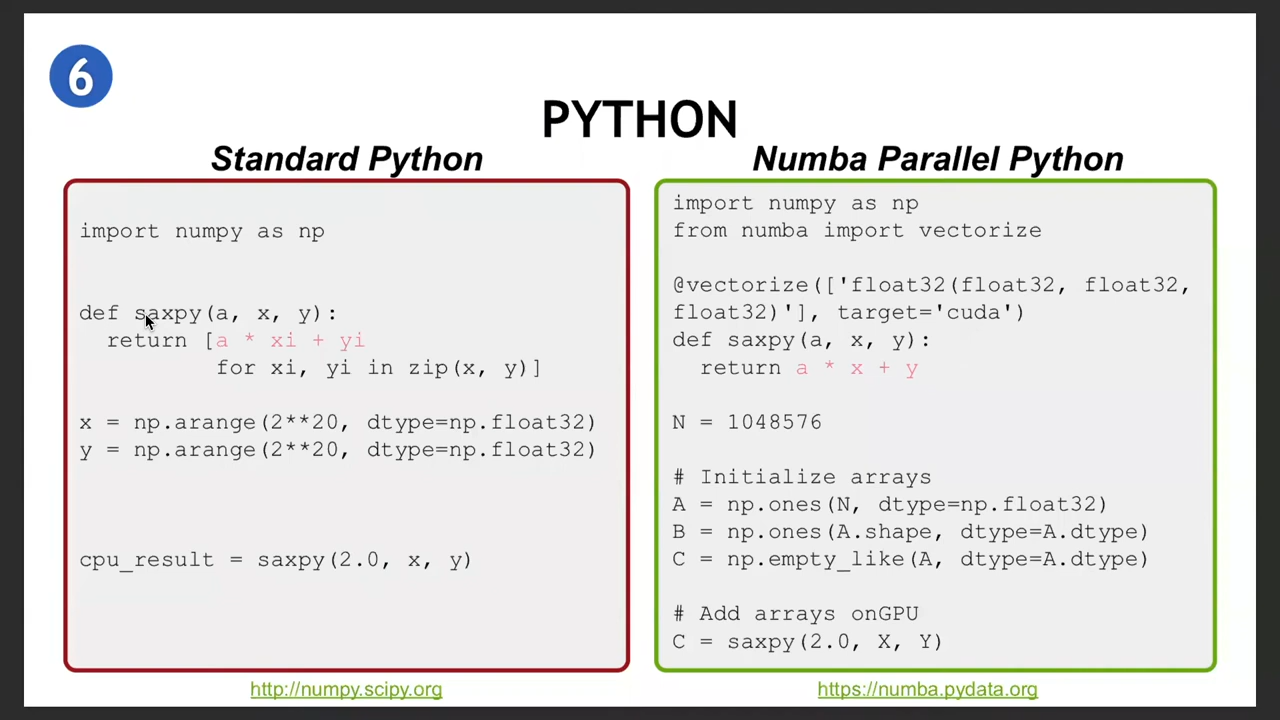 6
PYTHON
Standard Python
import numpy as np
def saxpy(a, x, y):
  return [a * xi + yi
          for xi, yi in zip(x, y)]
x = np.arange(2**20, dtype=np.float32)
y = np.arange(2**20, dtype=np.float32)
cpu_result = saxpy(2.0, x, y)
http://numpy.scipy.org
Numba Parallel Python
import numpy as np
from numba import vectorize
@vectorize(['float32(float32, float32,
float32)'], target='cuda')
def saxpy(a, x, y):
  return a * x + y
N = 1048576
# Initialize arrays
A = np.ones(N, dtype=np.float32)
B = np.ones(A.shape, dtype=A.dtype)
C = np.empty_like(A, dtype=A.dtype)
# Add arrays onGPU
C = saxpy(2.0, X, Y)
https://numba.pydata.org